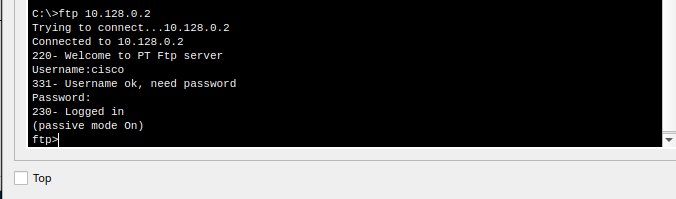 C:\>ftp 10.128.0.2
Trying to connect...10.128.0.2
Connected to 10.128.0.2
220- Welcome to PT Ftp server
Username:cisco
331- Username ok, need password
Password:
230- Logged in
(passive mode On)
ftp>
Top